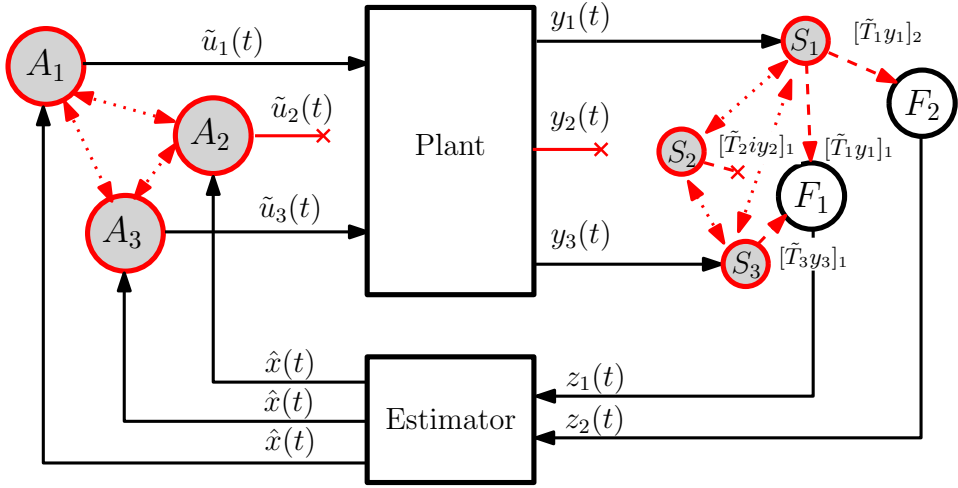 A₁
ũ₁(t)
y₁(t)
S₁
[T̃₁y₁]₂
A₂
ũ₂(t)
Plant
y₂(t)
S₂
[T̃₂iy₂]₁
[T̃₁y₁]₁
F₂
A₃
ũ₃(t)
y₃(t)
F₁
S₃
[T̃₃y₃]₁
x̂(t)
x̂(t)
x̂(t)
Estimator
z₁(t)
z₂(t)